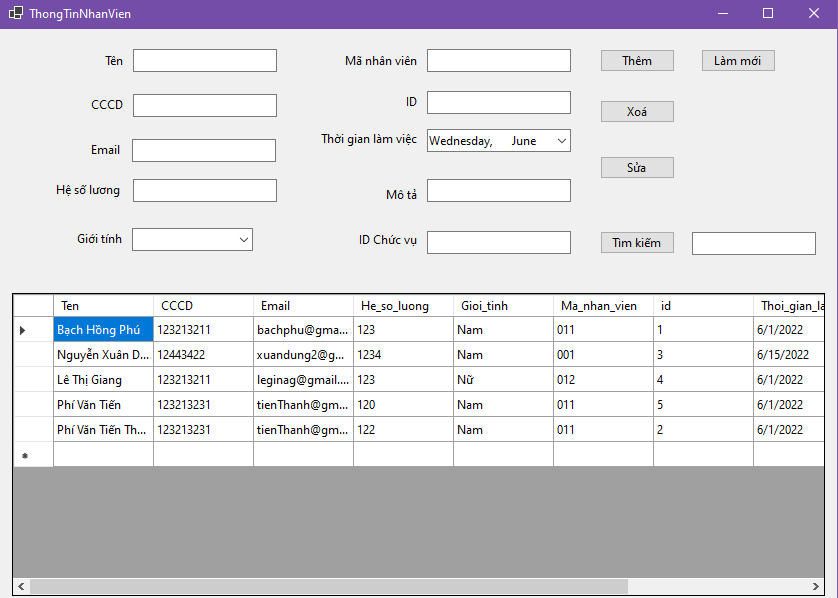 ThongTinNhanVien
Tên Mã nhân viên Thêm Làm mới
CCCD ID Xoá
Email Thời gian làm việc Wednesday, June Sửa
Hệ số lương Mô tả
Giới tính ID Chức vụ Tìm kiếm
Ten CCCD Email He_so_luong Gioi_tinh Ma_nhan_vien id Thoi_gian_la
Bạch Hồng Phú 123213211 bachphu@gma... 123 Nam 011 1 6/1/2022
Nguyễn Xuân D... 12443422 xuandung2@g... 1234 Nam 001 3 6/15/2022
Lê Thị Giang 123213211 leginag@gmail.... 123 Nữ 012 4 6/1/2022
Phí Văn Tiến 123213231 tienThanh@gm... 120 Nam 011 5 6/1/2022
Phí Văn Tiến Th... 123213231 tienThanh@gm... 122 Nam 011 2 6/1/2022